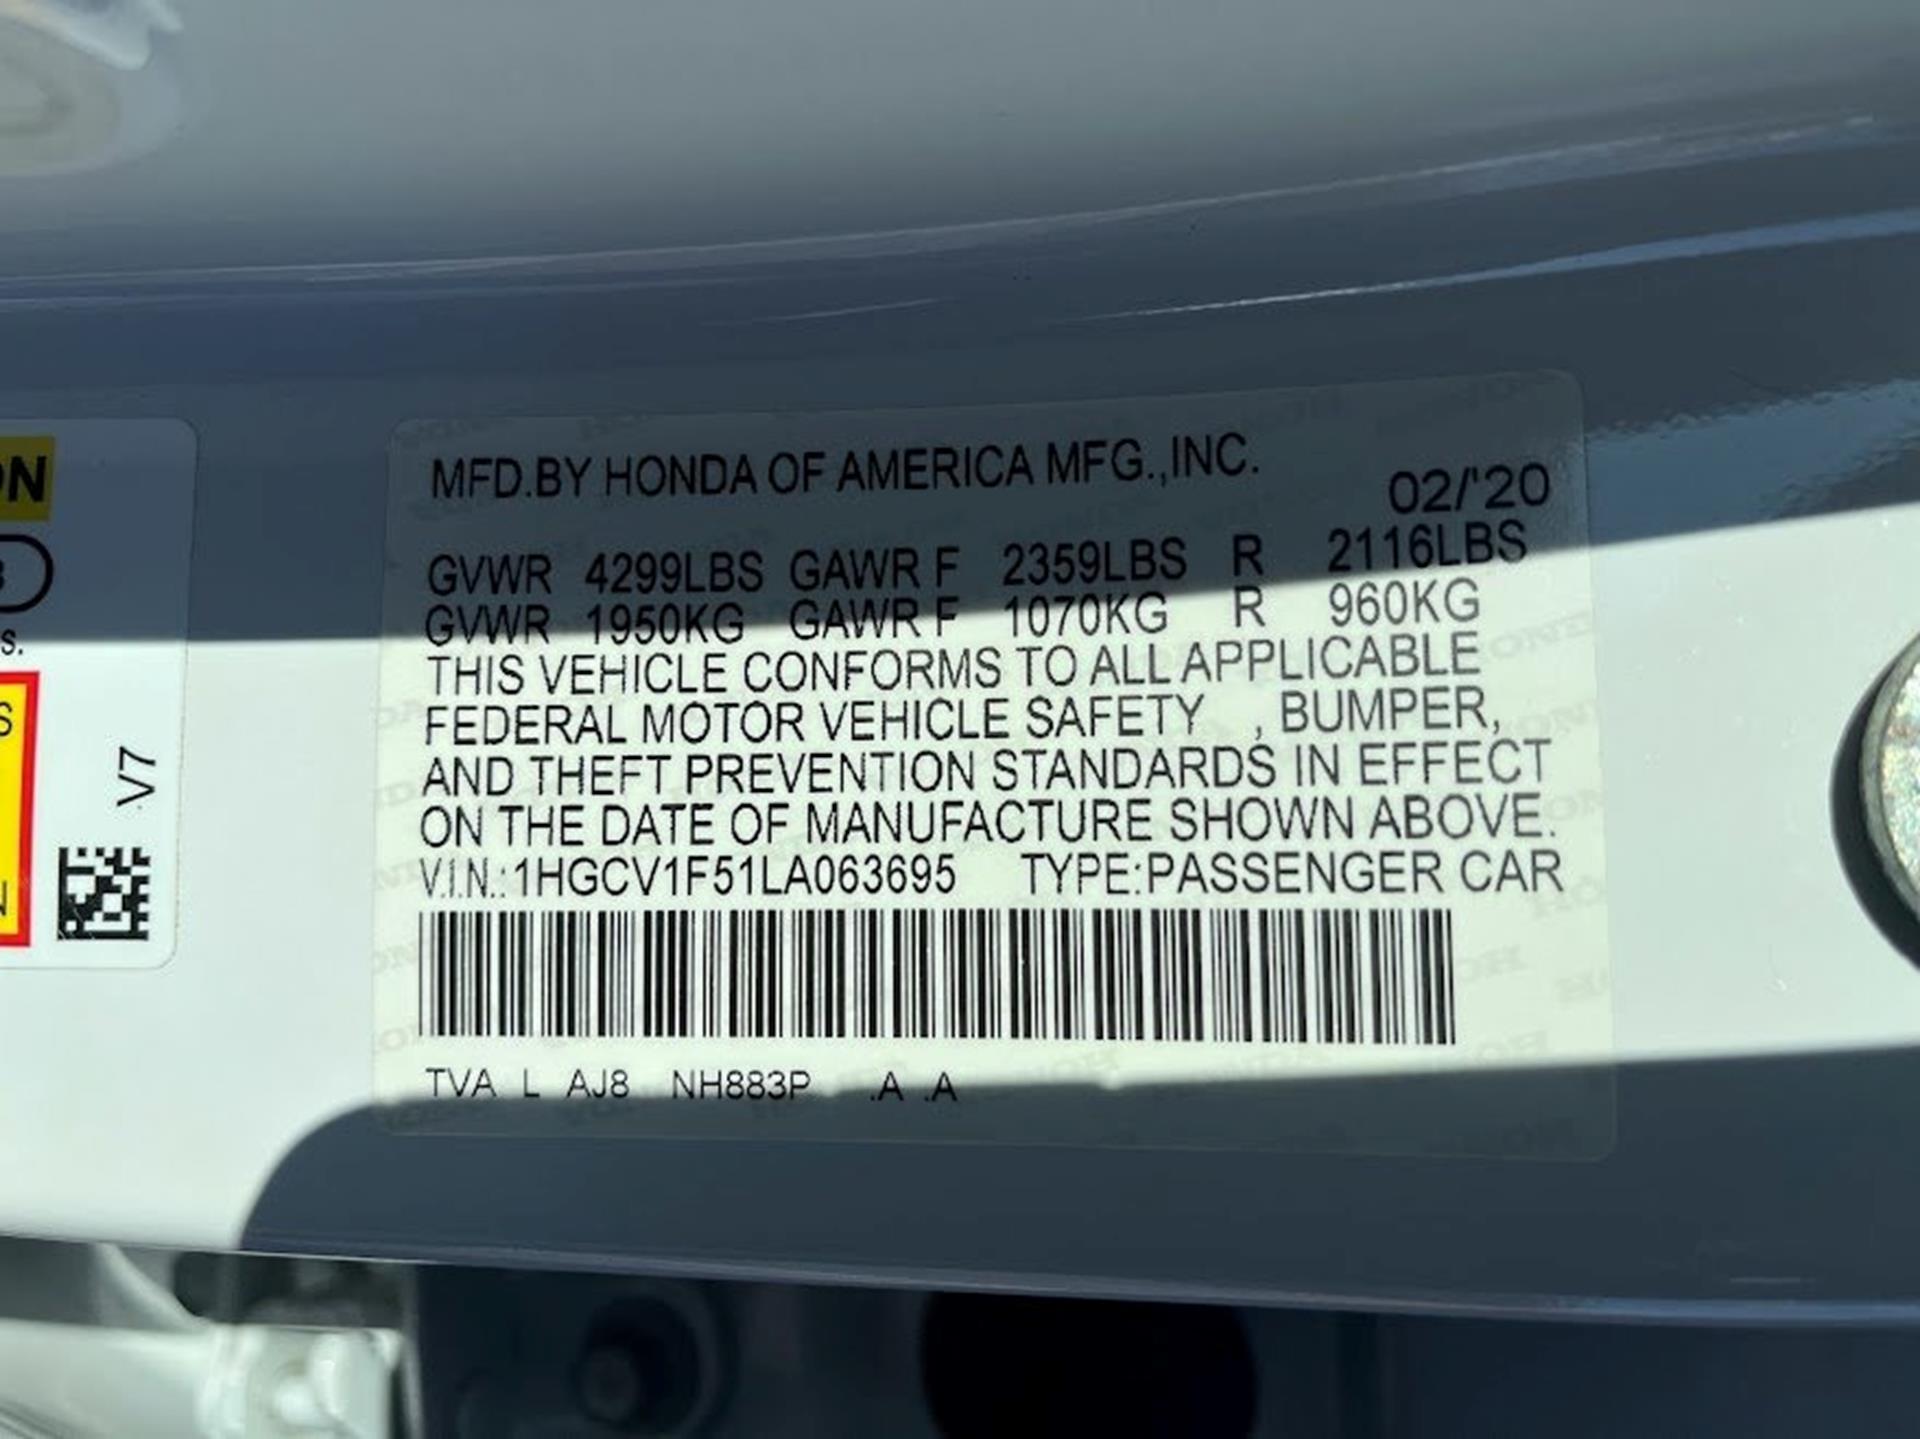 MFD.BY HONDA OF AMERICA MFG.,INC.
02/'20
GVWR 4299LBS GAWR F 2359LBS R 2116LBS
GVWR 1950KG GAWR F 1070KG R 960KG
THIS VEHICLE CONFORMS TO ALL APPLICABLE
FEDERAL MOTOR VEHICLE SAFETY , BUMPER,
AND THEFT PREVENTION STANDARDS IN EFFECT
ON THE DATE OF MANUFACTURE SHOWN ABOVE.
V.I.N.:1HGCV1F51LA063695 TYPE:PASSENGER CAR
TVA L AJ8 NH883P .A .A
V7